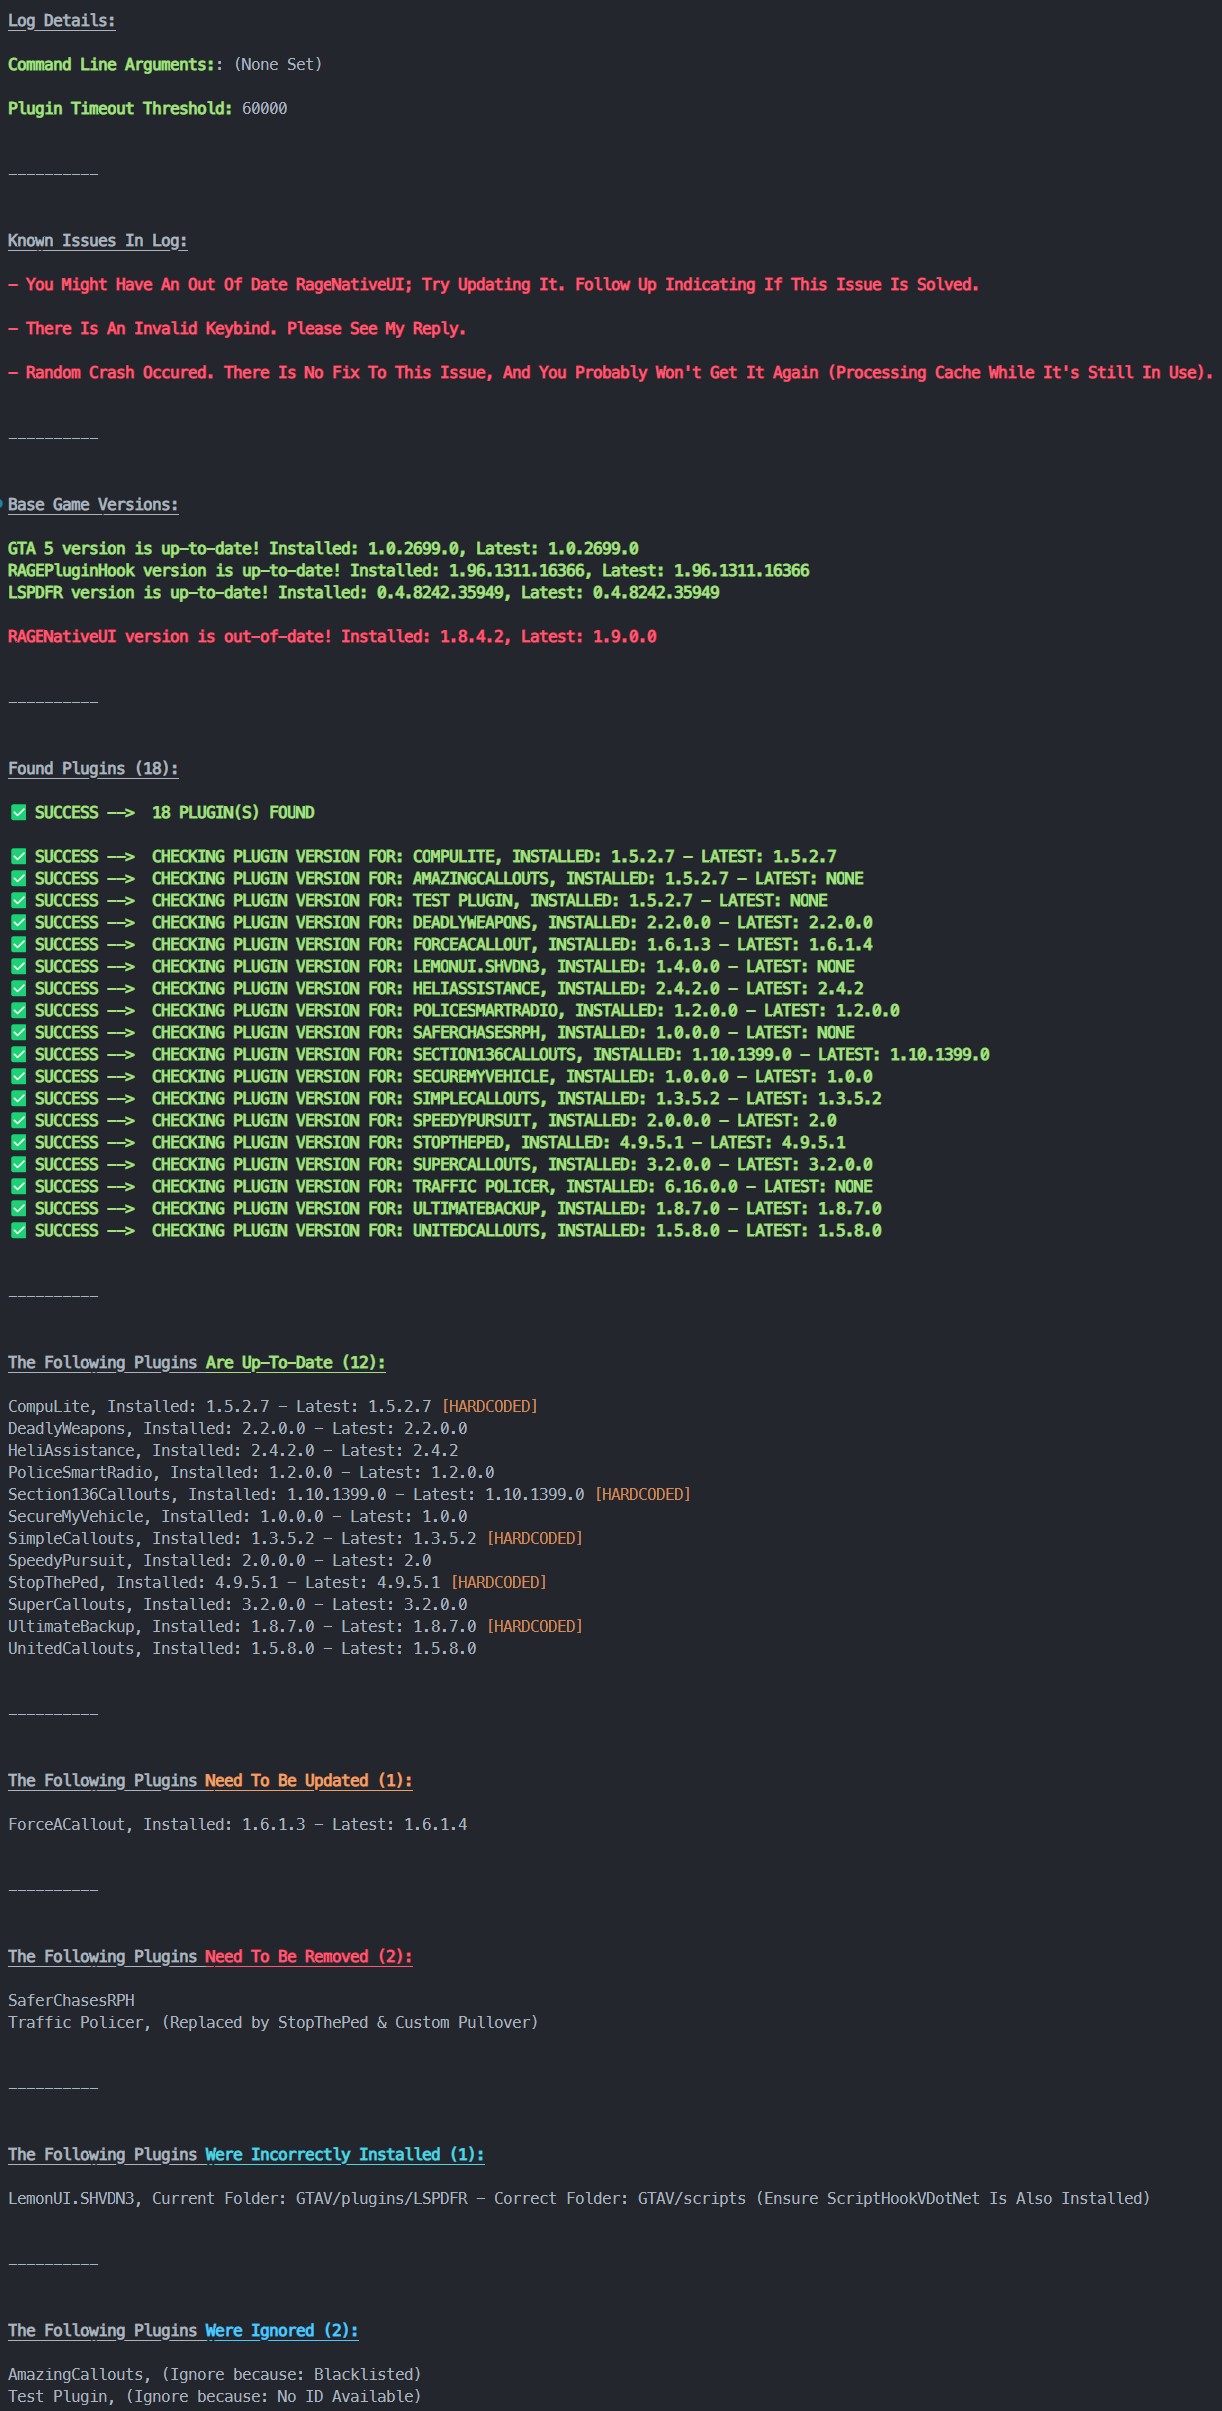 Log Details:
Command Line Arguments:: (None Set)
Plugin Timeout Threshold: 60000
__________
Known Issues In Log:
- You Might Have An Out Of Date RageNativeUI; Try Updating It. Follow Up Indicating If This Issue Is Solved.
- There Is An Invalid Keybind. Please See My Reply.
- Random Crash Occured. There Is No Fix To This Issue, And You Probably Won't Get It Again (Processing Cache While It's Still In Use).
__________
Base Game Versions:
GTA 5 version is up-to-date! Installed: 1.0.2699.0, Latest: 1.0.2699.0
RAGEPluginHook version is up-to-date! Installed: 1.96.1311.16366, Latest: 1.96.1311.16366
LSPDFR version is up-to-date! Installed: 0.4.8242.35949, Latest: 0.4.8242.35949
RAGENativeUI version is out-of-date! Installed: 1.8.4.2, Latest: 1.9.0.0
__________
Found Plugins (18):
✅ SUCCESS --> 18 PLUGIN(S) FOUND
✅ SUCCESS --> CHECKING PLUGIN VERSION FOR: COMPULITE, INSTALLED: 1.5.2.7 - LATEST: 1.5.2.7
✅ SUCCESS --> CHECKING PLUGIN VERSION FOR: AMAZINGCALLOUTS, INSTALLED: 1.5.2.7 - LATEST: NONE
✅ SUCCESS --> CHECKING PLUGIN VERSION FOR: TEST PLUGIN, INSTALLED: 1.5.2.7 - LATEST: NONE
✅ SUCCESS --> CHECKING PLUGIN VERSION FOR: DEADLYWEAPONS, INSTALLED: 2.2.0.0 - LATEST: 2.2.0.0
✅ SUCCESS --> CHECKING PLUGIN VERSION FOR: FORCEACALLOUT, INSTALLED: 1.6.1.3 - LATEST: 1.6.1.4
✅ SUCCESS --> CHECKING PLUGIN VERSION FOR: LEMONUI.SHVDN3, INSTALLED: 1.4.0.0 - LATEST: NONE
✅ SUCCESS --> CHECKING PLUGIN VERSION FOR: HELIASSISTANCE, INSTALLED: 2.4.2.0 - LATEST: 2.4.2
✅ SUCCESS --> CHECKING PLUGIN VERSION FOR: POLICESMARTRADIO, INSTALLED: 1.2.0.0 - LATEST: 1.2.0.0
✅ SUCCESS --> CHECKING PLUGIN VERSION FOR: SAFERCHASESRPH, INSTALLED: 1.0.0.0 - LATEST: NONE
✅ SUCCESS --> CHECKING PLUGIN VERSION FOR: SECTION136CALLOUTS, INSTALLED: 1.10.1399.0 - LATEST: 1.10.1399.0
✅ SUCCESS --> CHECKING PLUGIN VERSION FOR: SECUREMYVEHICLE, INSTALLED: 1.0.0.0 - LATEST: 1.0.0
✅ SUCCESS --> CHECKING PLUGIN VERSION FOR: SIMPLECALLOUTS, INSTALLED: 1.3.5.2 - LATEST: 1.3.5.2
✅ SUCCESS --> CHECKING PLUGIN VERSION FOR: SPEEDYPURSUIT, INSTALLED: 2.0.0.0 - LATEST: 2.0
✅ SUCCESS --> CHECKING PLUGIN VERSION FOR: STOPTHEPED, INSTALLED: 4.9.5.1 - LATEST: 4.9.5.1
✅ SUCCESS --> CHECKING PLUGIN VERSION FOR: SUPERCALLOUTS, INSTALLED: 3.2.0.0 - LATEST: 3.2.0.0
✅ SUCCESS --> CHECKING PLUGIN VERSION FOR: TRAFFIC POLICER, INSTALLED: 6.16.0.0 - LATEST: NONE
✅ SUCCESS --> CHECKING PLUGIN VERSION FOR: ULTIMATEBACKUP, INSTALLED: 1.8.7.0 - LATEST: 1.8.7.0
✅ SUCCESS --> CHECKING PLUGIN VERSION FOR: UNITEDCALLOUTS, INSTALLED: 1.5.8.0 - LATEST: 1.5.8.0
__________
The Following Plugins Are Up-To-Date (12):
CompuLite, Installed: 1.5.2.7 - Latest: 1.5.2.7 [HARDCODED]
DeadlyWeapons, Installed: 2.2.0.0 - Latest: 2.2.0.0
HeliAssistance, Installed: 2.4.2.0 - Latest: 2.4.2
PoliceSmartRadio, Installed: 1.2.0.0 - Latest: 1.2.0.0
Section136Callouts, Installed: 1.10.1399.0 - Latest: 1.10.1399.0 [HARDCODED]
SecureMyVehicle, Installed: 1.0.0.0 - Latest: 1.0.0
SimpleCallouts, Installed: 1.3.5.2 - Latest: 1.3.5.2 [HARDCODED]
SpeedyPursuit, Installed: 2.0.0.0 - Latest: 2.0
StopThePed, Installed: 4.9.5.1 - Latest: 4.9.5.1 [HARDCODED]
SuperCallouts, Installed: 3.2.0.0 - Latest: 3.2.0.0
UltimateBackup, Installed: 1.8.7.0 - Latest: 1.8.7.0 [HARDCODED]
UnitedCallouts, Installed: 1.5.8.0 - Latest: 1.5.8.0
__________
The Following Plugins Need To Be Updated (1):
ForceACallout, Installed: 1.6.1.3 - Latest: 1.6.1.4
__________
The Following Plugins Need To Be Removed (2):
SaferChasesRPH
Traffic Policer, (Replaced by StopThePed & Custom Pullover)
__________
The Following Plugins Were Incorrectly Installed (1):
LemonUI.SHVDN3, Current Folder: GTAV/plugins/LSPDFR - Correct Folder: GTAV/scripts (Ensure ScriptHookVDotNet Is Also Installed)
__________
The Following Plugins Were Ignored (2):
AmazingCallouts, (Ignore because: Blacklisted)
Test Plugin, (Ignore because: No ID Available)